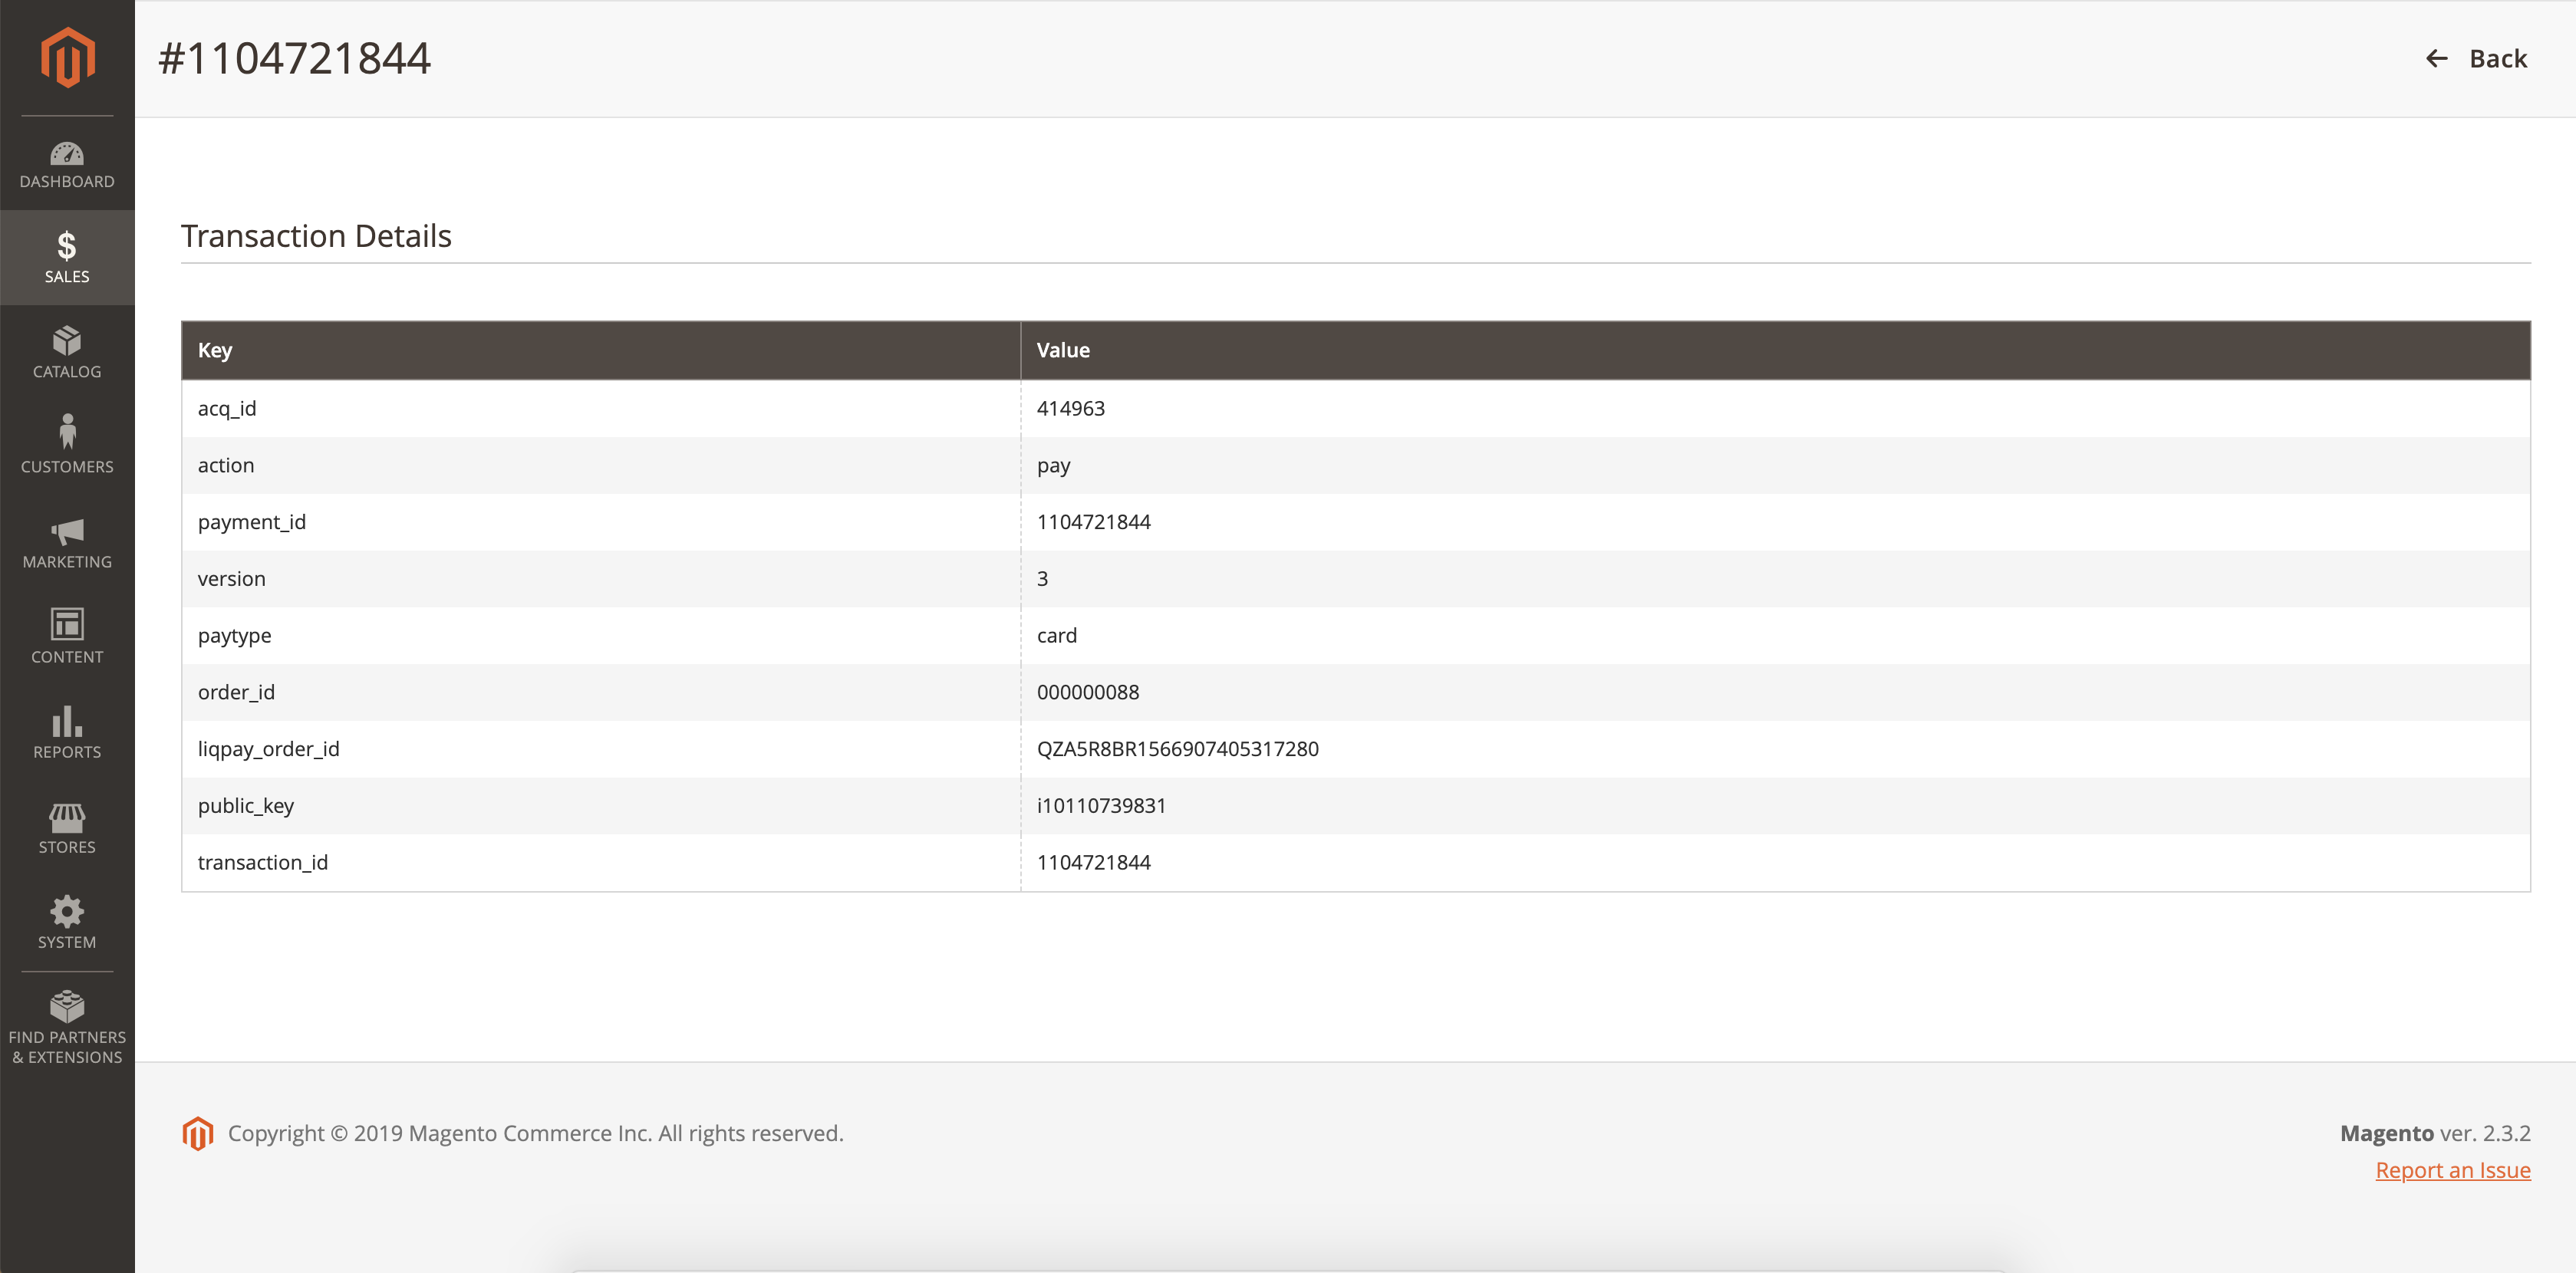 #1104721844
Back
DASHBOARD
SALES
CATALOG
CUSTOMERS
MARKETING
CONTENT
REPORTS
STORES
SYSTEM
FIND PARTNERS
& EXTENSIONS
Transaction Details
Key Value
acq_id 414963
action pay
payment_id 1104721844
version 3
paytype card
order_id 000000088
liqpay_order_id QZA5R8BR1566907405317280
public_key i10110739831
transaction_id 1104721844
Copyright © 2019 Magento Commerce Inc. All rights reserved.
Magento ver. 2.3.2
Report an Issue